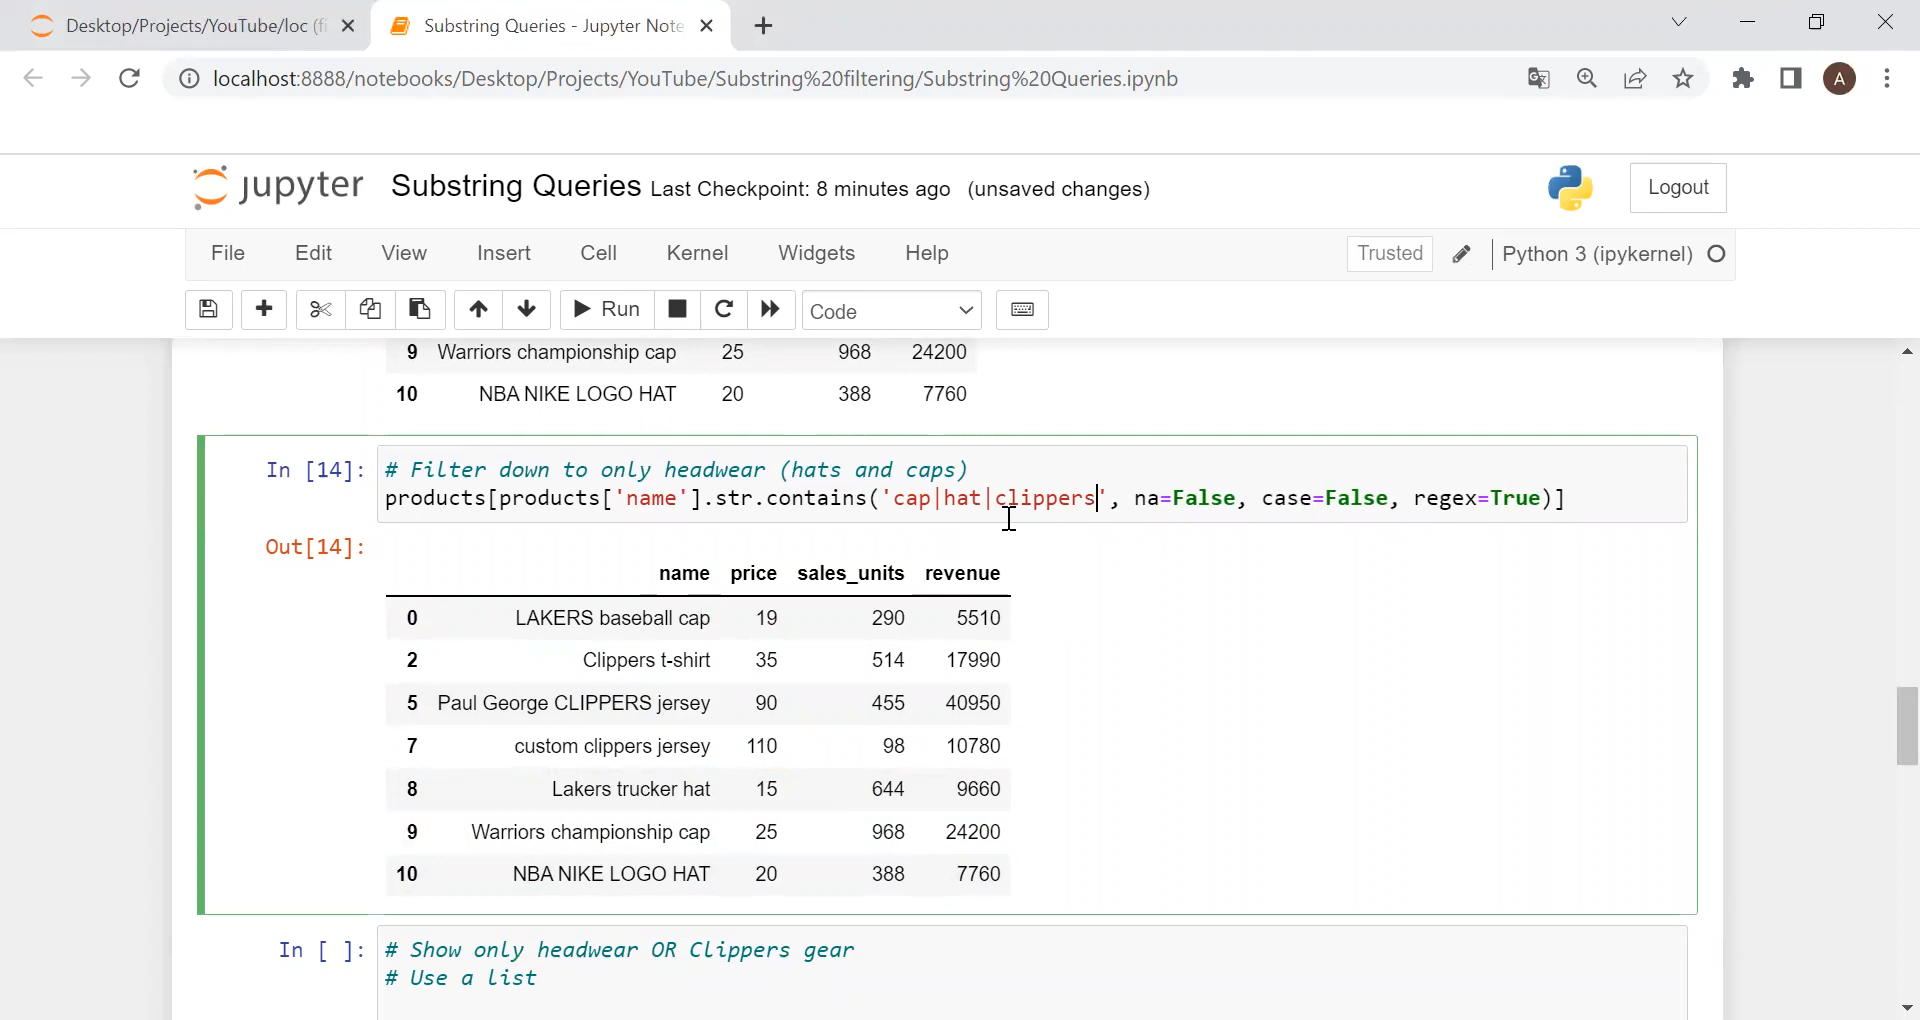 Desktop/Projects/YouTube/loc (fi
Substring Queries - Jupyter Note
localhost:8888/notebooks/Desktop/Projects/YouTube/Substring%20filtering/Substring%20Queries.ipynb
A
jupyter
Substring Queries Last Checkpoint: 8 minutes ago (unsaved changes)
Logout
File Edit View Insert Cell Kernel Widgets Help
Trusted
Python 3 (ipykernel)
Run
Code
9 Warriors championship cap 25 968 24200
10 NBA NIKE LOGO HAT 20 388 7760
In [14]: # Filter down to only headwear (hats and caps)
products[products['name'].str.contains('cap|hat|clippers', na=False, case=False, regex=True)]
Out[14]:
name price sales_units revenue
0 LAKERS baseball cap 19 290 5510
2 Clippers t-shirt 35 514 17990
5 Paul George CLIPPERS jersey 90 455 40950
7 custom clippers jersey 110 98 10780
8 Lakers trucker hat 15 644 9660
9 Warriors championship cap 25 968 24200
10 NBA NIKE LOGO HAT 20 388 7760
In [ ]: # Show only headwear OR Clippers gear
# Use a list